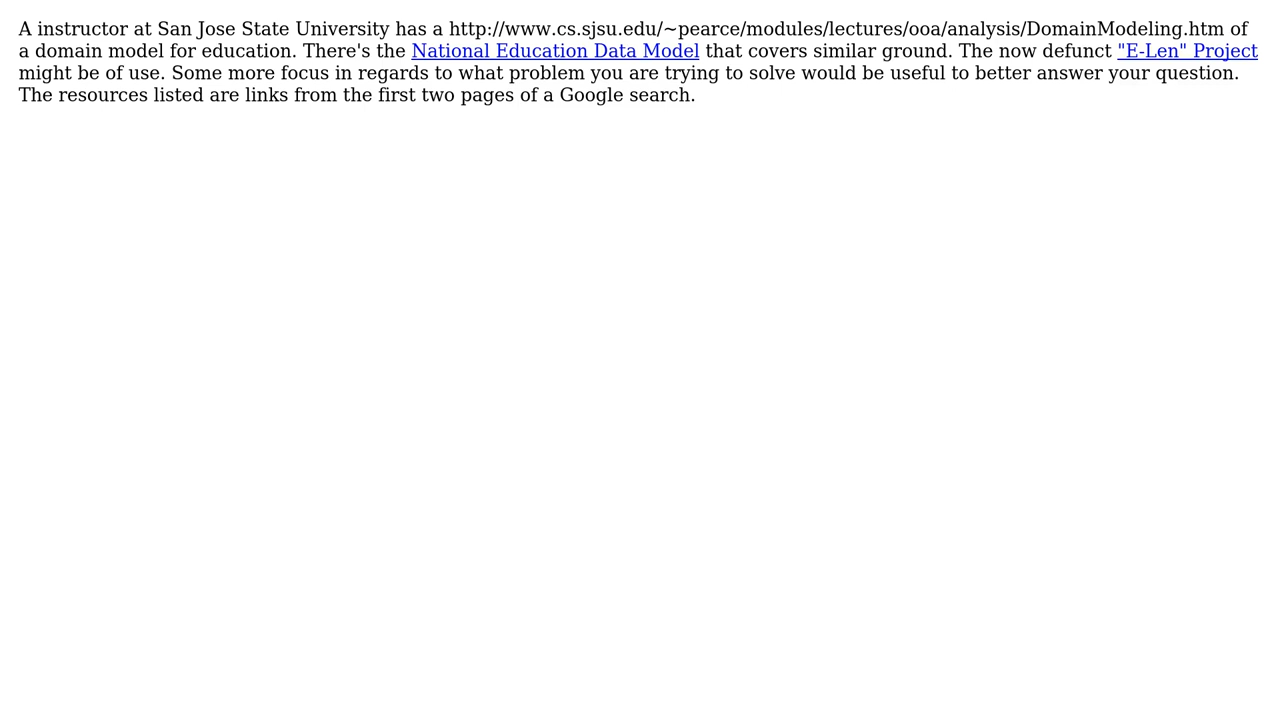 A instructor at San Jose State University has a http://www.cs.sjsu.edu/~pearce/modules/lectures/ooa/analysis/DomainModeling.htm of
a domain model for education. There's the National Education Data Model that covers similar ground. The now defunct "E-Len" Project
might be of use. Some more focus in regards to what problem you are trying to solve would be useful to better answer your question.
The resources listed are links from the first two pages of a Google search.